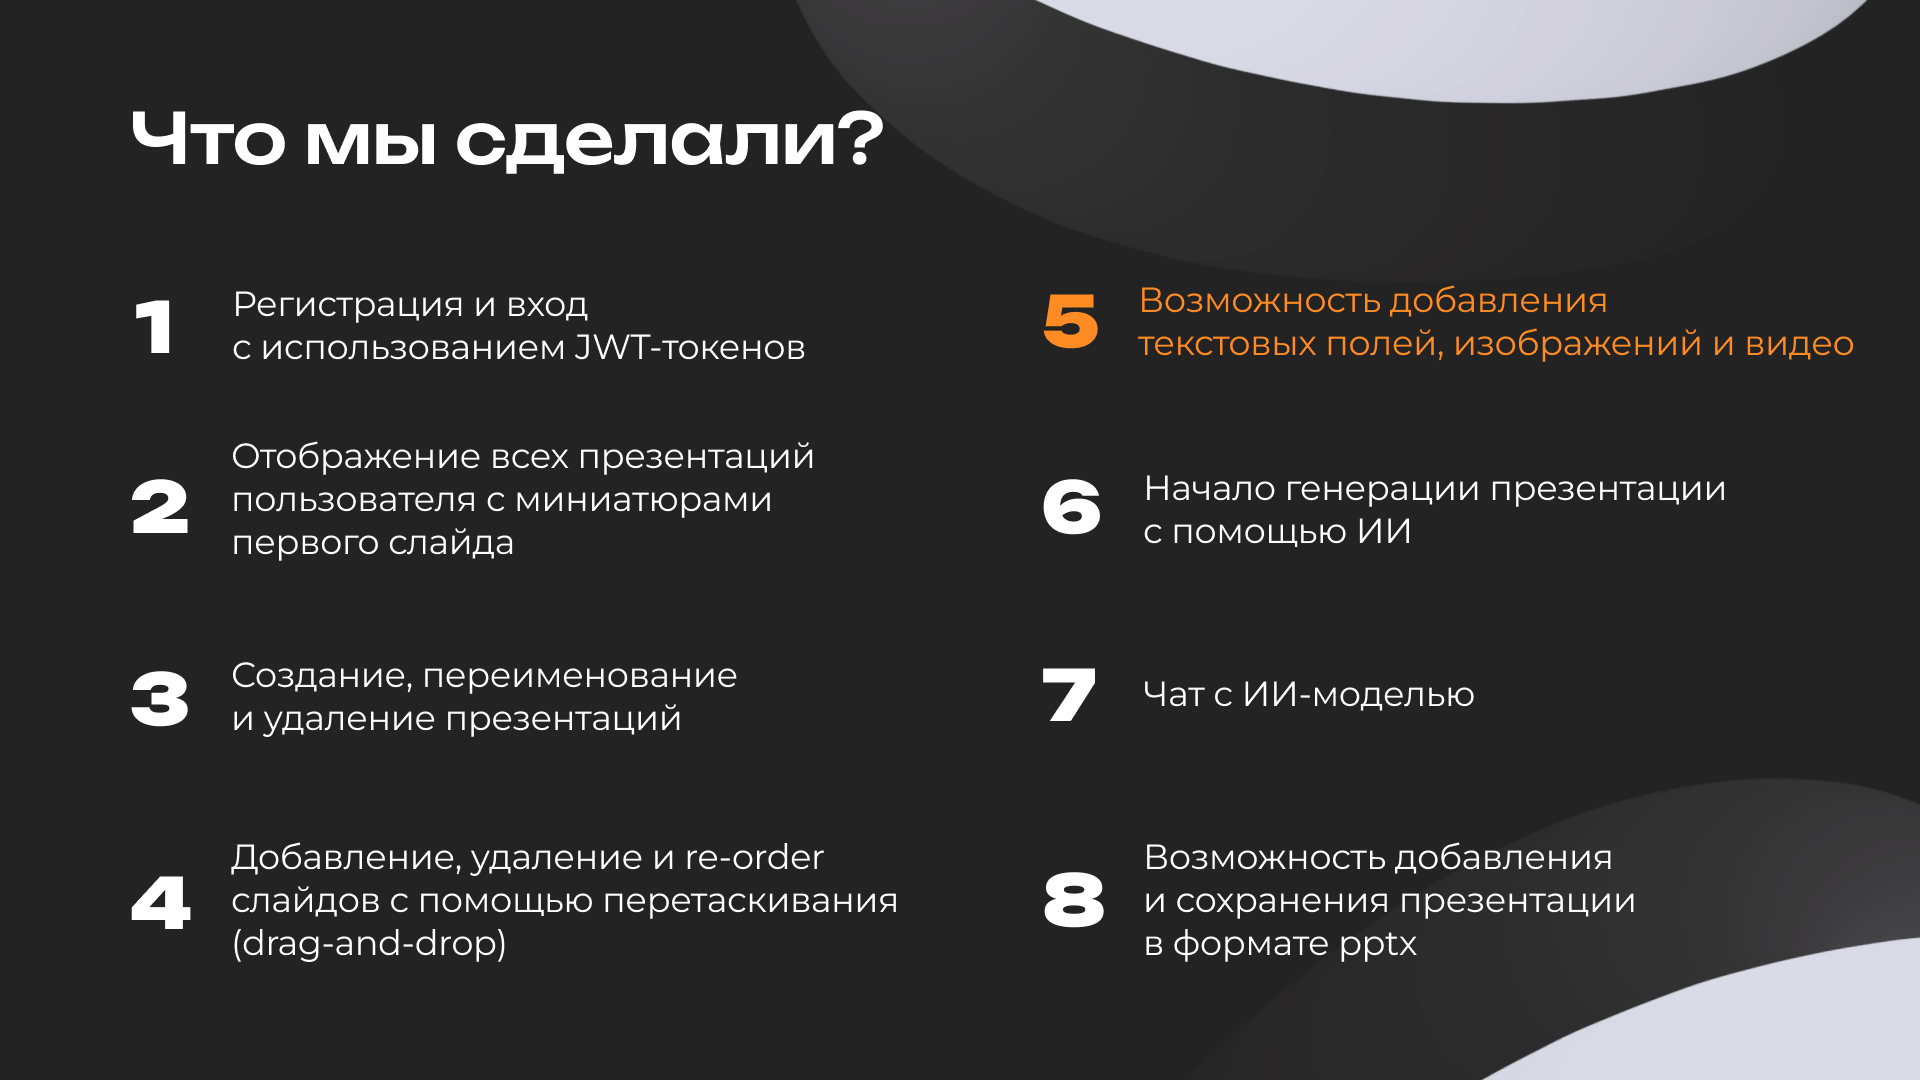 Что мы сделали?
1
Регистрация и вход
с использованием JWT-токенов
2
Отображение всех презентаций
пользователя с миниатюрами
первого слайда
3
Создание, переименование
и удаление презентаций
4
Добавление, удаление и re-order
слайдов с помощью перетаскивания
(drag-and-drop)
5
Возможность добавления
текстовых полей, изображений и видео
6
Начало генерации презентации
с помощью ИИ
7
Чат с ИИ-моделью
8
Возможность добавления
и сохранения презентации
в формате pptx